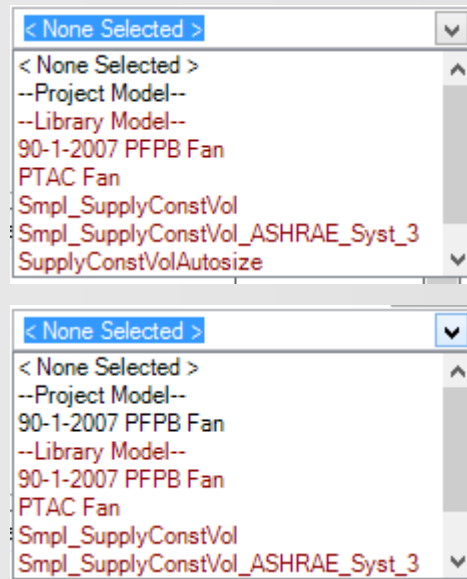 < None Selected >
< None Selected >
--Project Model--
--Library Model--
90-1-2007 PFPB Fan
PTAC Fan
Smpl_SupplyConstVol
Smpl_SupplyConstVol_ASHRAE_Syst_3
SupplyConstVolAutosize
< None Selected >
< None Selected >
--Project Model--
90-1-2007 PFPB Fan
--Library Model--
90-1-2007 PFPB Fan
PTAC Fan
Smpl_SupplyConstVol
Smpl_SupplyConstVol_ASHRAE_Syst_3